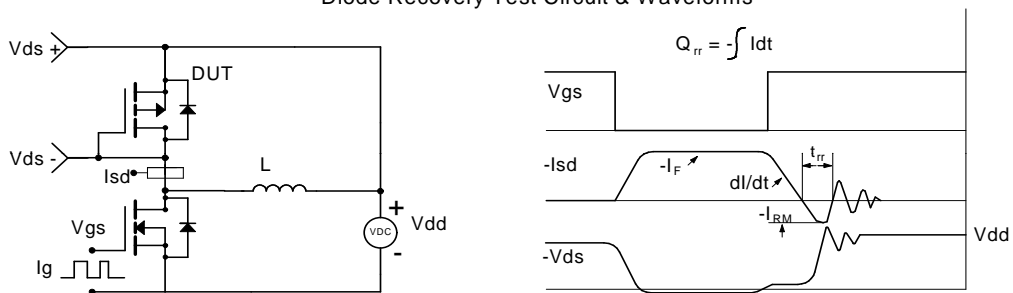 Diode Recovery Test Circuit & Waveforms
Vds +
DUT
Vds -
Isd
L
Vgs
Ig
+
VDC
-
Vdd
Q rr = -∫ Idt
Vgs
-Isd
-I F
dI/dt
t rr
-I RM
Vdd
-Vds